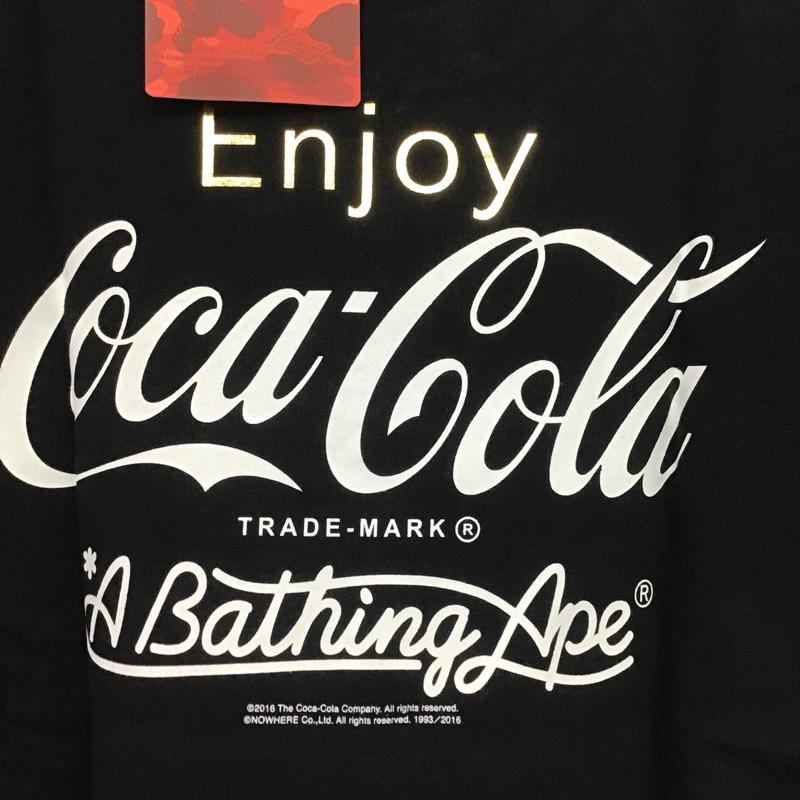 Enjoy
Coca-Cola
TRADE-MARK®
*A Bathing Ape®
©2016 The Coca-Cola Company. All rights reserved.
©NOWHERE Co.,Ltd. All rights reserved. 1993/2016